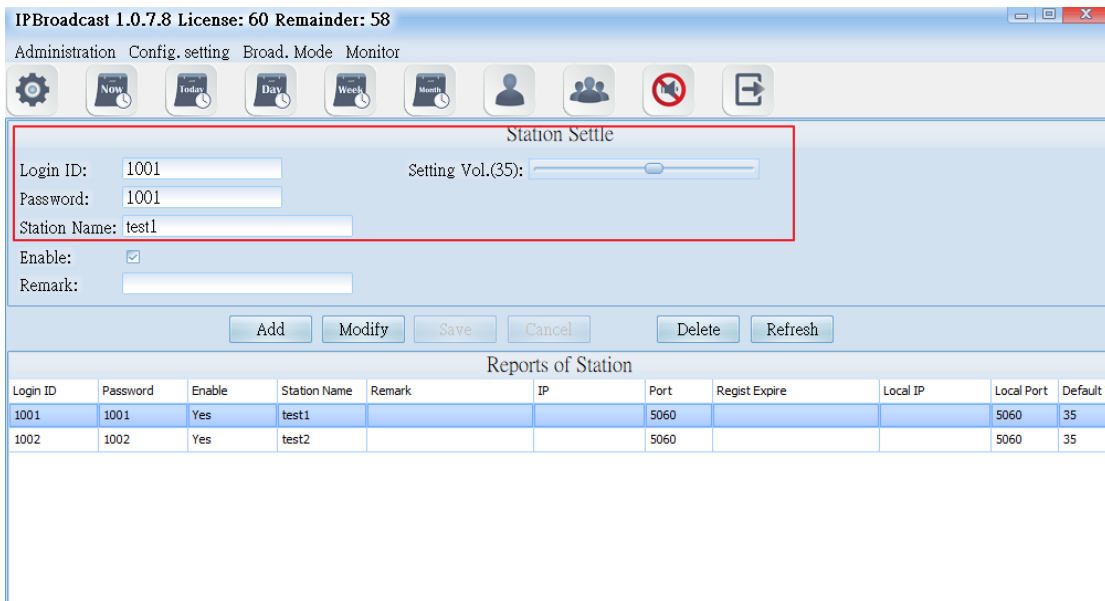 IPBroadcast 1.0.7.8 License: 60 Remainder: 58
Administration Config. setting Broad. Mode Monitor
Now Today Day Week Month
Station Settle
Login ID: 1001 Setting Vol.(35):
Password: 1001
Station Name: test1
Enable:
Remark:
Add Modify Save Cancel Delete Refresh
Reports of Station
Login ID Password Enable Station Name Remark IP Port Regist Expire Local IP Local Port Default
1001 1001 Yes test1 5060 5060 35
1002 1002 Yes test2 5060 5060 35